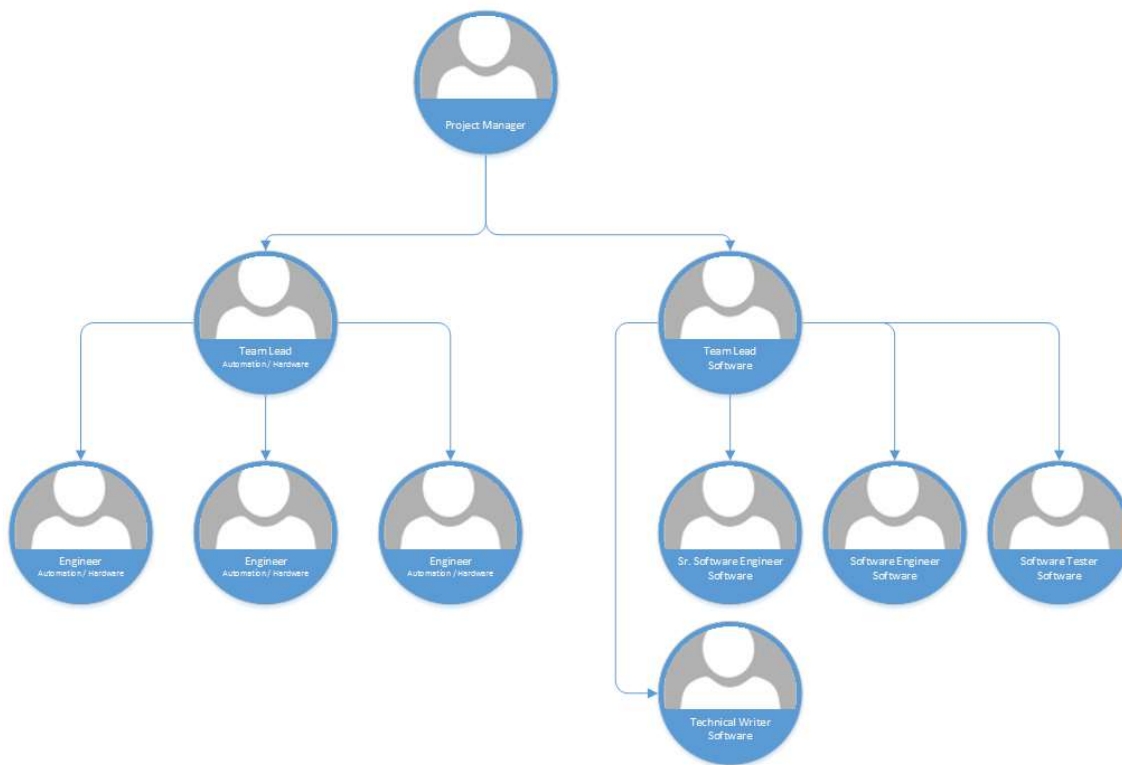 Project Manager
Team Lead
Automation / Hardware
Team Lead
Software
Engineer
Automation / Hardware
Engineer
Automation / Hardware
Engineer
Automation / Hardware
Sr. Software Engineer
Software
Software Engineer
Software
Software Tester
Software
Technical Writer
Software